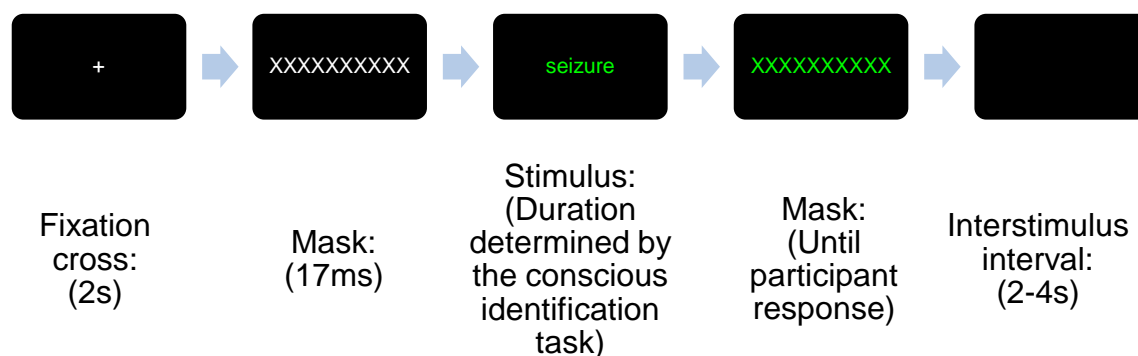 +
XXXXXXXXXX
seizure
XXXXXXXXXX
Fixation
cross:
(2s)
Mask:
(17ms)
Stimulus:
(Duration
determined by
the conscious
identification
task)
Mask:
(Until
participant
response)
Interstimulus
interval:
(2-4s)